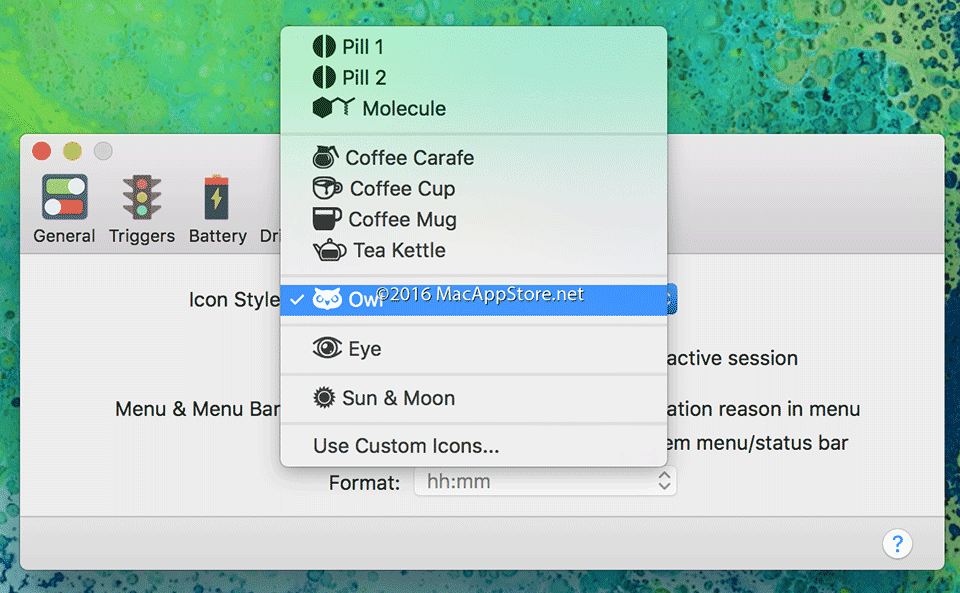 Pill 1
Pill 2
Molecule
Coffee Carafe
Coffee Cup
Coffee Mug
Tea Kettle
Owl
©2016 MacAppStore.net
Eye
Sun & Moon
Use Custom Icons...
General Triggers Battery Dri
Icon Style
active session
Menu & Menu Bar
ation reason in menu
em menu/status bar
Format: hh:mm
?